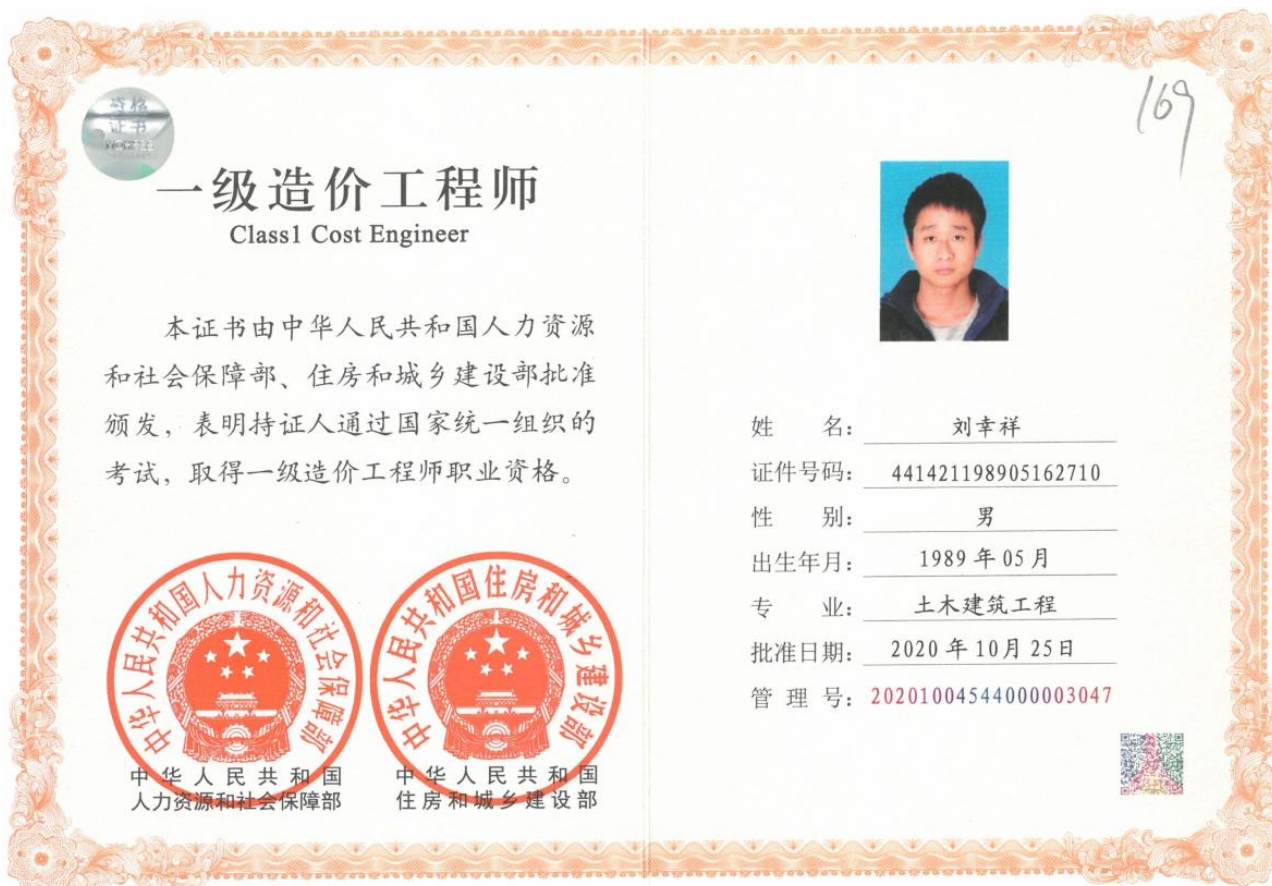 资格
证书
一级造价工程师
Class1 Cost Engineer
本证书由中华人民共和国人力资源
和社会保障部、住房和城乡建设部批准
颁发，表明持证人通过国家统一组织的
考试，取得一级造价工程师职业资格。
中华人民共和国人力资源和社会保障部
中华人民共和国住房和城乡建设部
中华人民共和国
人力资源和社会保障部
中华人民共和国
住房和城乡建设部
169
姓名：刘幸祥
证件号码：441421198905162710
性别：男
出生年月：1989年05月
专业：土木建筑工程
批准日期：2020年10月25日
管理号：20201004544000003047